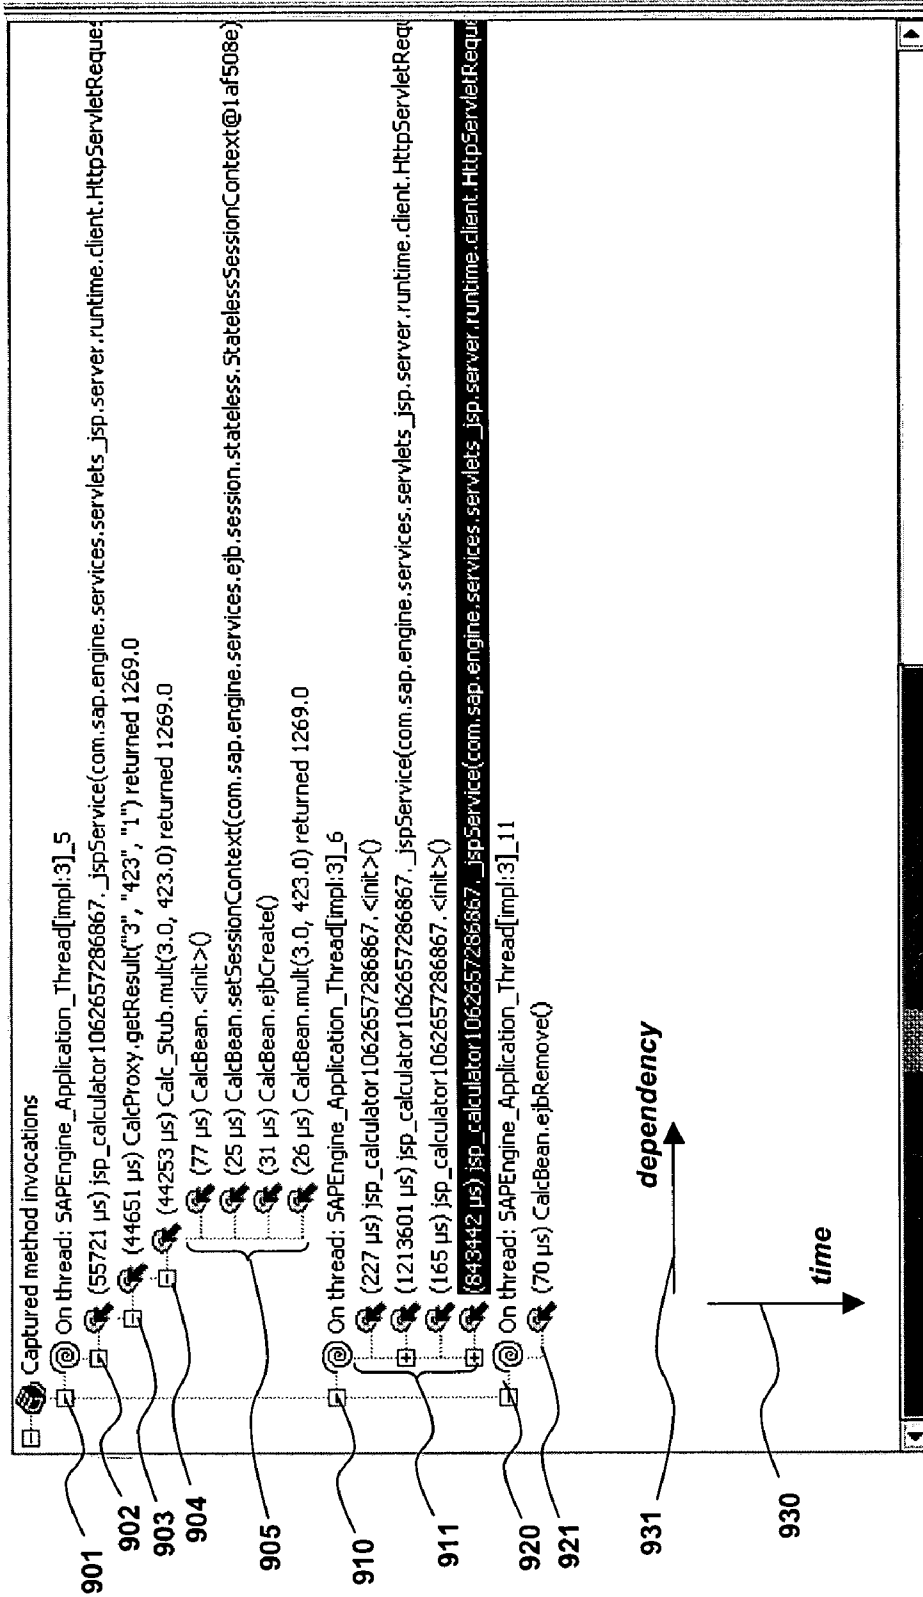 Captured method invocations
On thread: SAPEngine_Application_Thread[impl:3]_5
(55721 µs) jsp_calculator1062657286867._jspService(com.sap.engine.services.servlets_jsp.server.runtime.client.HttpServletReques
(44651 µs) CalcProxy.getResult("3", "423", "1") returned 1269.0
(44253 µs) Calc_Stub.mult(3.0, 423.0) returned 1269.0
(77 µs) CalcBean.<init>()
(25 µs) CalcBean.setSessionContext(com.sap.engine.services.ejb.session.stateless.StatelessSessionContext@1af508e)
(31 µs) CalcBean.ejbCreate()
(26 µs) CalcBean.mult(3.0, 423.0) returned 1269.0
On thread: SAPEngine_Application_Thread[impl:3]_6
(227 µs) jsp_calculator1062657286867.<init>()
(1213601 µs) jsp_calculator1062657286867._jspService(com.sap.engine.services.servlets_jsp.server.runtime.client.HttpServletReq
(165 µs) jsp_calculator1062657286867.<init>()
(843442 µs) jsp_calculator1062657286867._jspService(com.sap.engine.services.servlets_jsp.server.runtime.client.HttpServletRequ
On thread: SAPEngine_Application_Thread[impl:3]_11
(70 µs) CalcBean.ejbRemove()
dependency
time
901
902
903
904
905
910
911
920
921
931
930